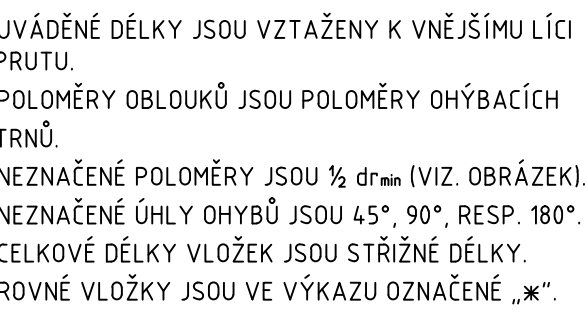 UVÁDĚNÉ DÉLKY JSOU VZTAŽENY K VNĚJŠÍMU LÍCI
PRUTU.
POLOMĚRY OBLOUKŮ JSOU POLOMĚRY OHÝBACÍCH
TRNŮ.
NEZNAČENÉ POLOMĚRY JSOU ½ drmin (VIZ. OBRÁZEK).
NEZNAČENÉ ÚHLY OHYBŮ JSOU 45°, 90°, RESP. 180°.
CELKOVÉ DÉLKY VLOŽEK JSOU STŘIŽNÉ DÉLKY.
ROVNÉ VLOŽKY JSOU VE VÝKAZU OZNAČENÉ „*“.